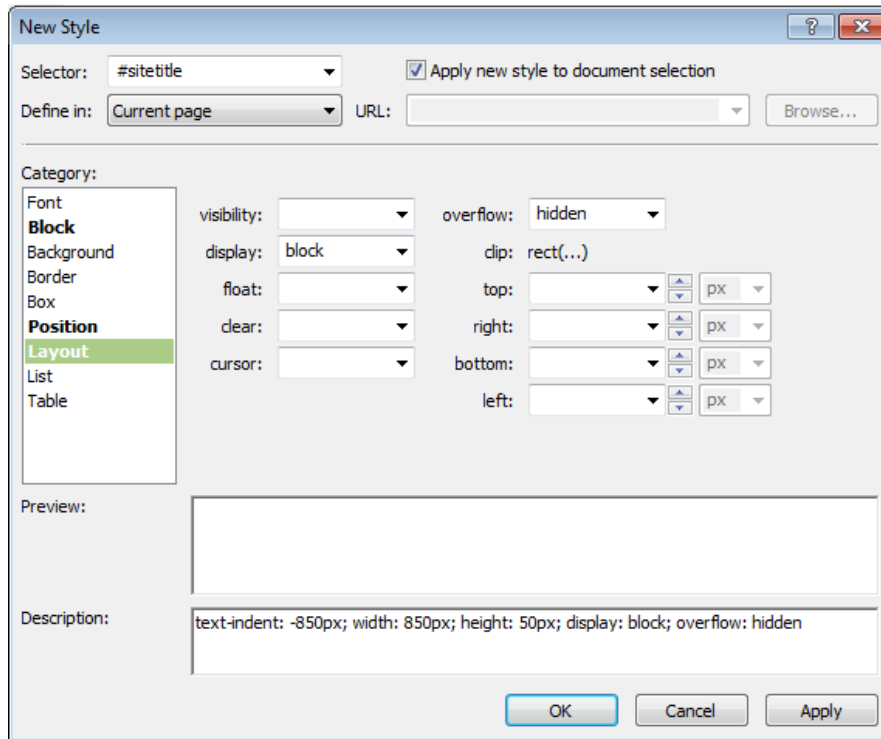 New Style
Selector: #sitetitle Apply new style to document selection
Define in: Current page URL: Browse...
Category:
Font
Block
Background
Border
Box
Position
Layout
List
Table
visibility: overflow: hidden
display: block clip: rect(...)
float: top: px
clear: right: px
cursor: bottom: px
left: px
Preview:
Description: text-indent: -850px; width: 850px; height: 50px; display: block; overflow: hidden
OK Cancel Apply